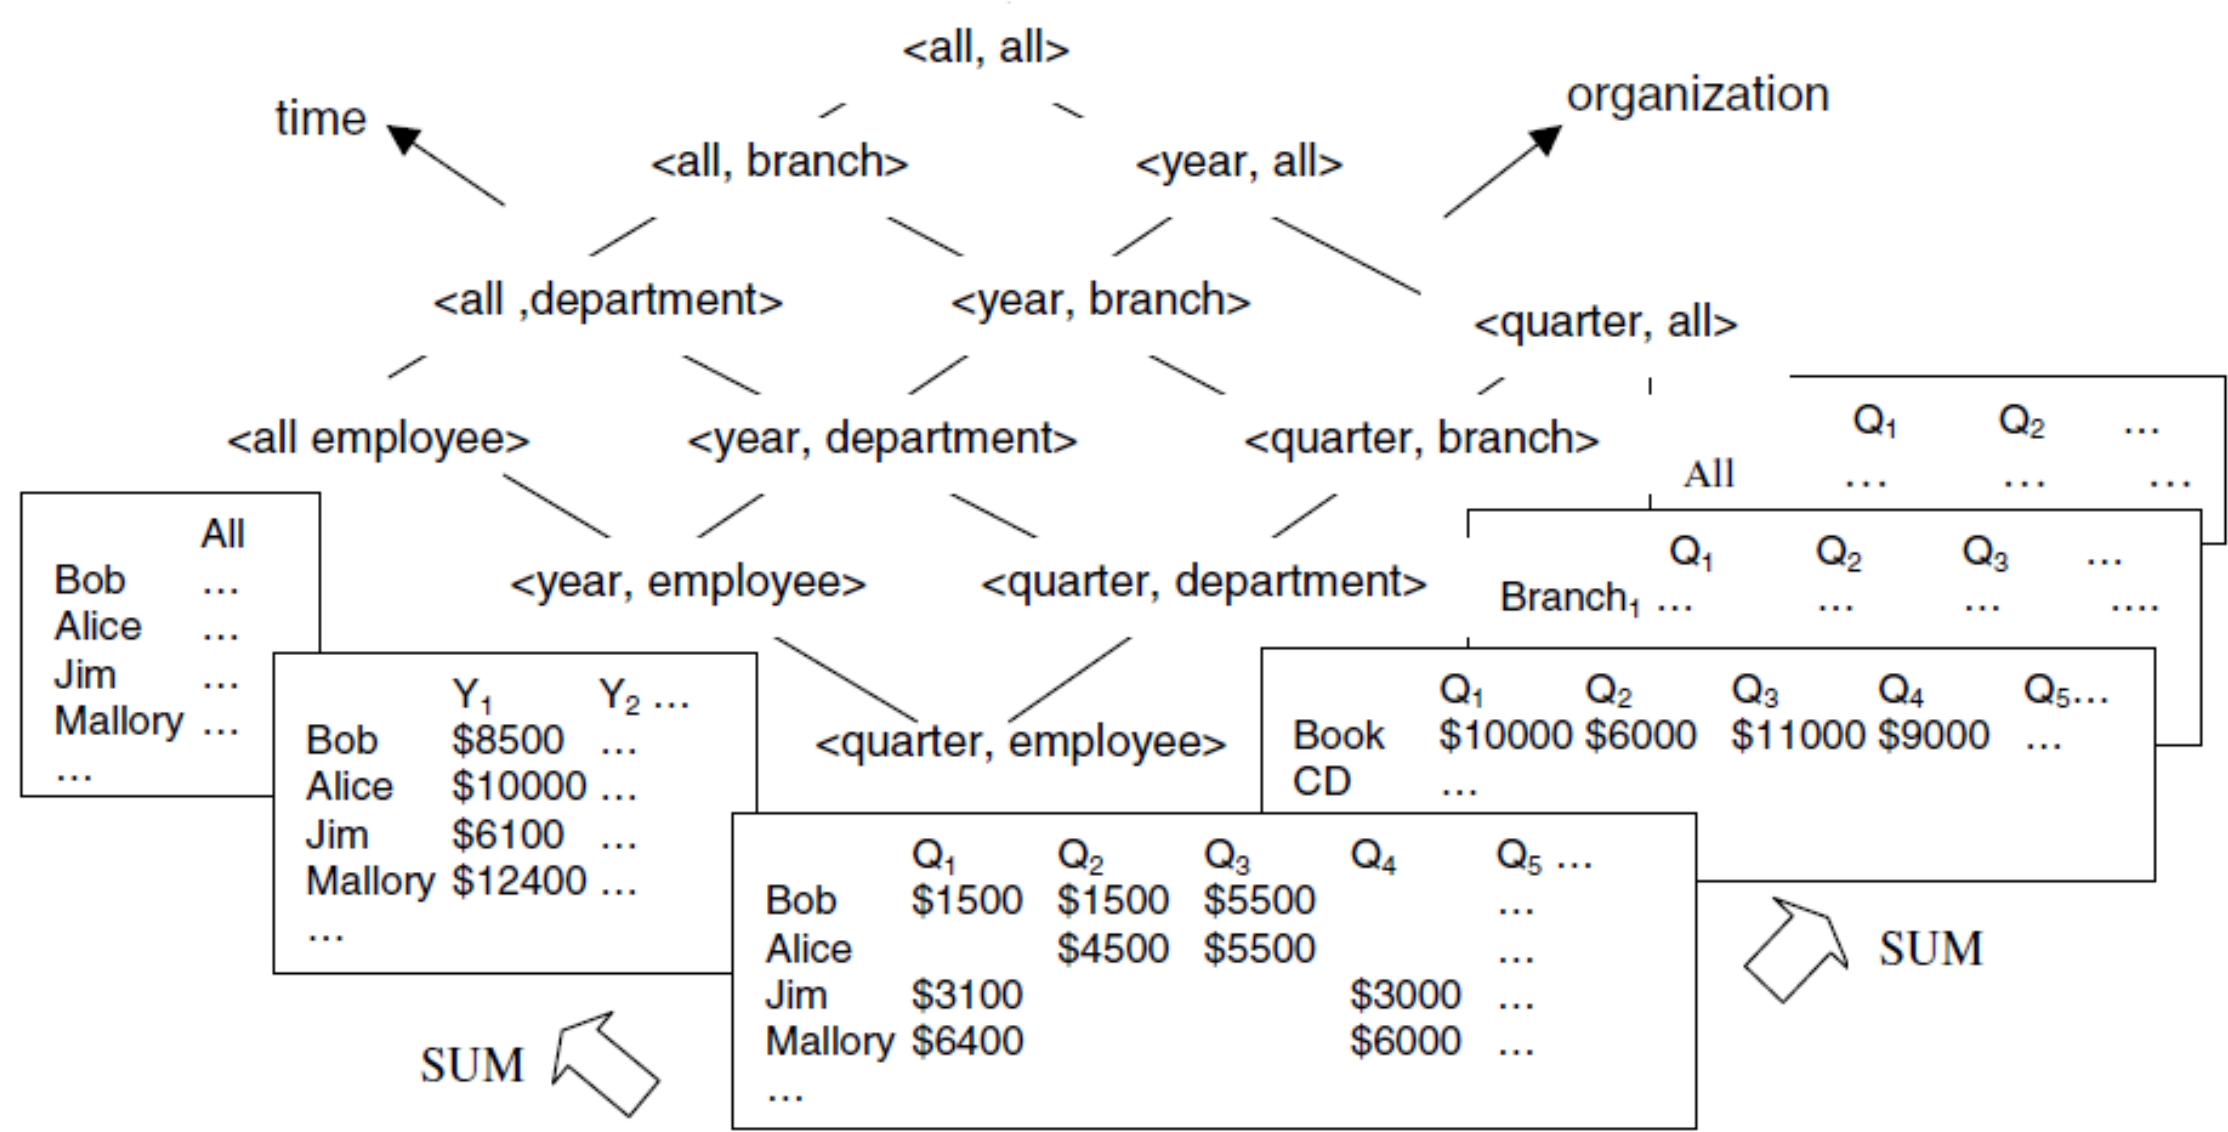 <all, all>
time
organization
<all, branch> <year, all>
<all ,department> <year, branch> <quarter, all>
<all employee> <year, department> <quarter, branch>
<year, employee> <quarter, department>
<quarter, employee>
All
Bob ...
Alice ...
Jim ...
Mallory ...
...
Y1 Y2 ...
Bob $8500 ...
Alice $10000 ...
Jim $6100 ...
Mallory $12400 ...
...
SUM
Q1 Q2 Q3 Q4 Q5 ...
Bob $1500 $1500 $5500 ...
Alice $4500 $5500 ...
Jim $3100 $3000 ...
Mallory $6400 $6000 ...
...
Q1 Q2 ...
All ... ... ...
Q1 Q2 Q3 ...
Branch1 ... ... ... ....
Q1 Q2 Q3 Q4 Q5...
Book $10000 $6000 $11000 $9000 ...
CD ...
SUM